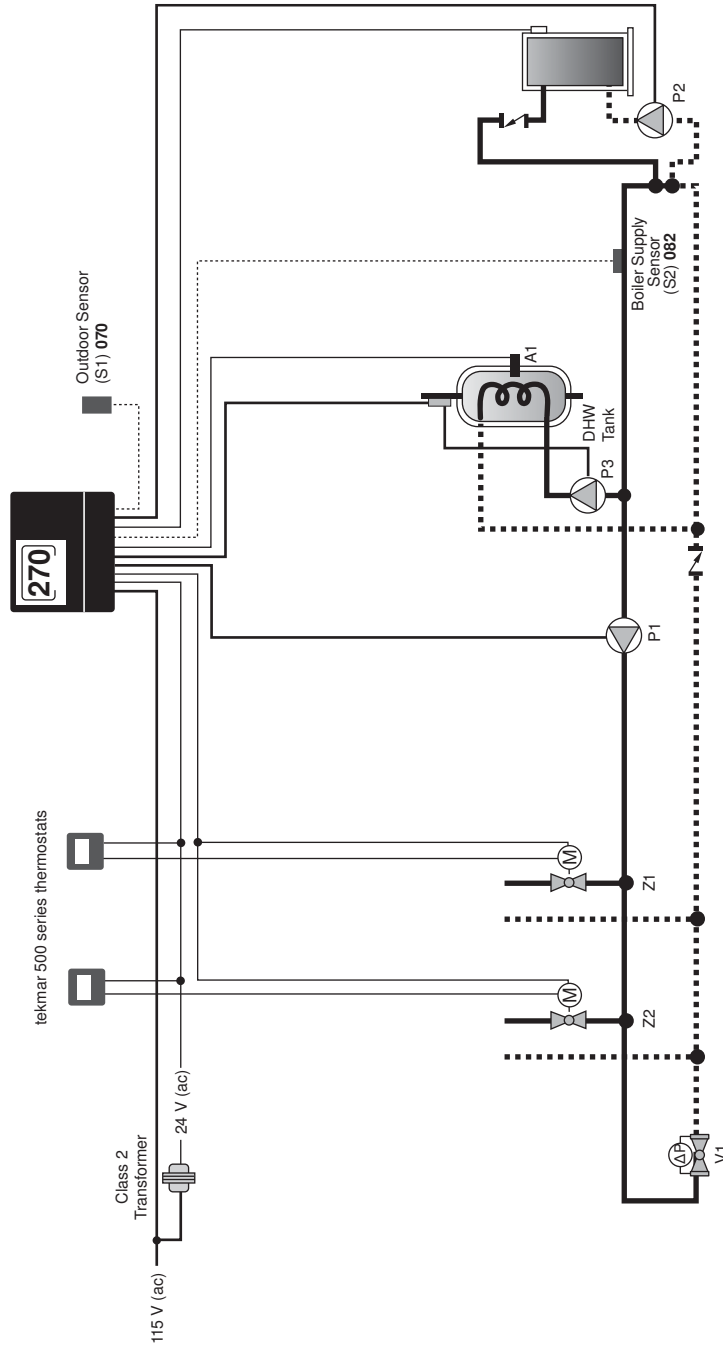 115 V (ac)
Class 2
Transformer
24 V (ac)
tekmar 500 series thermostats
270
Outdoor Sensor
(S1) 070
M
M
Z2
Z1
ΔP
V1
P1
P3
DHW
Tank
A1
Boiler Supply
Sensor
(S2) 082
P2